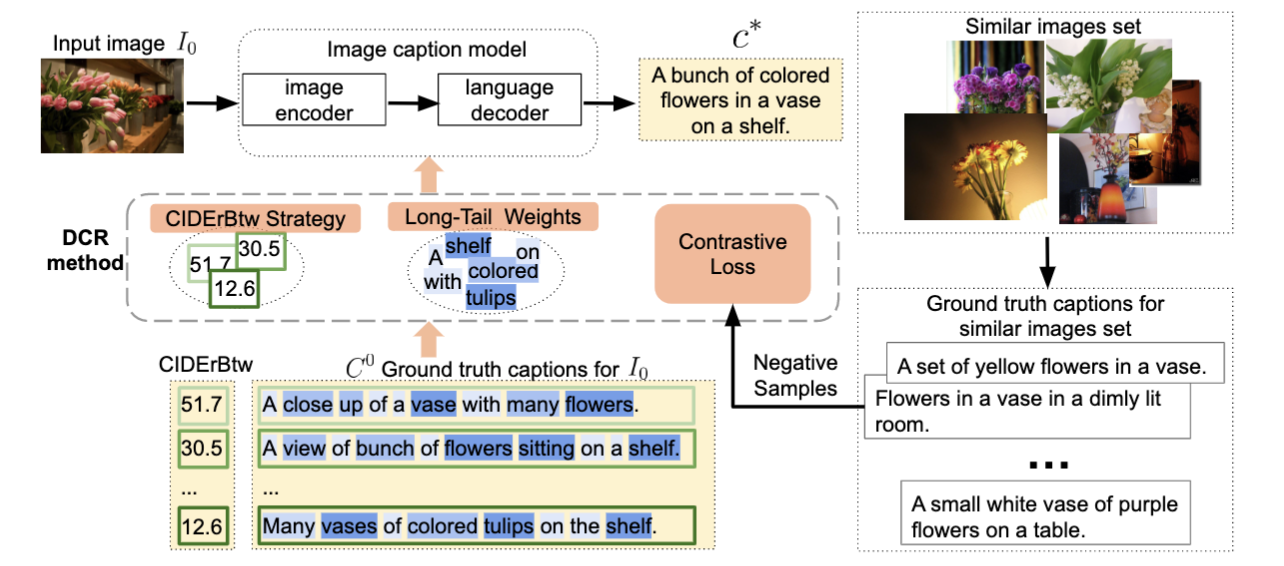 Input image I₀
Image caption model
image
encoder
language
decoder
c*
A bunch of colored
flowers in a vase
on a shelf.
Similar images set
DCR
method
CIDErBtw Strategy
51.7
30.5
12.6
Long-Tail Weights
A
shelf
on
with
colored
tulips
Contrastive
Loss
Negative
Samples
Ground truth captions for
similar images set
A set of yellow flowers in a vase.
Flowers in a vase in a dimly lit
room.
...
A small white vase of purple
flowers on a table.
CIDErBtw
C⁰ Ground truth captions for I₀
51.7
A close up of a vase with many flowers.
30.5
A view of bunch of flowers sitting on a shelf.
...
...
12.6
Many vases of colored tulips on the shelf.